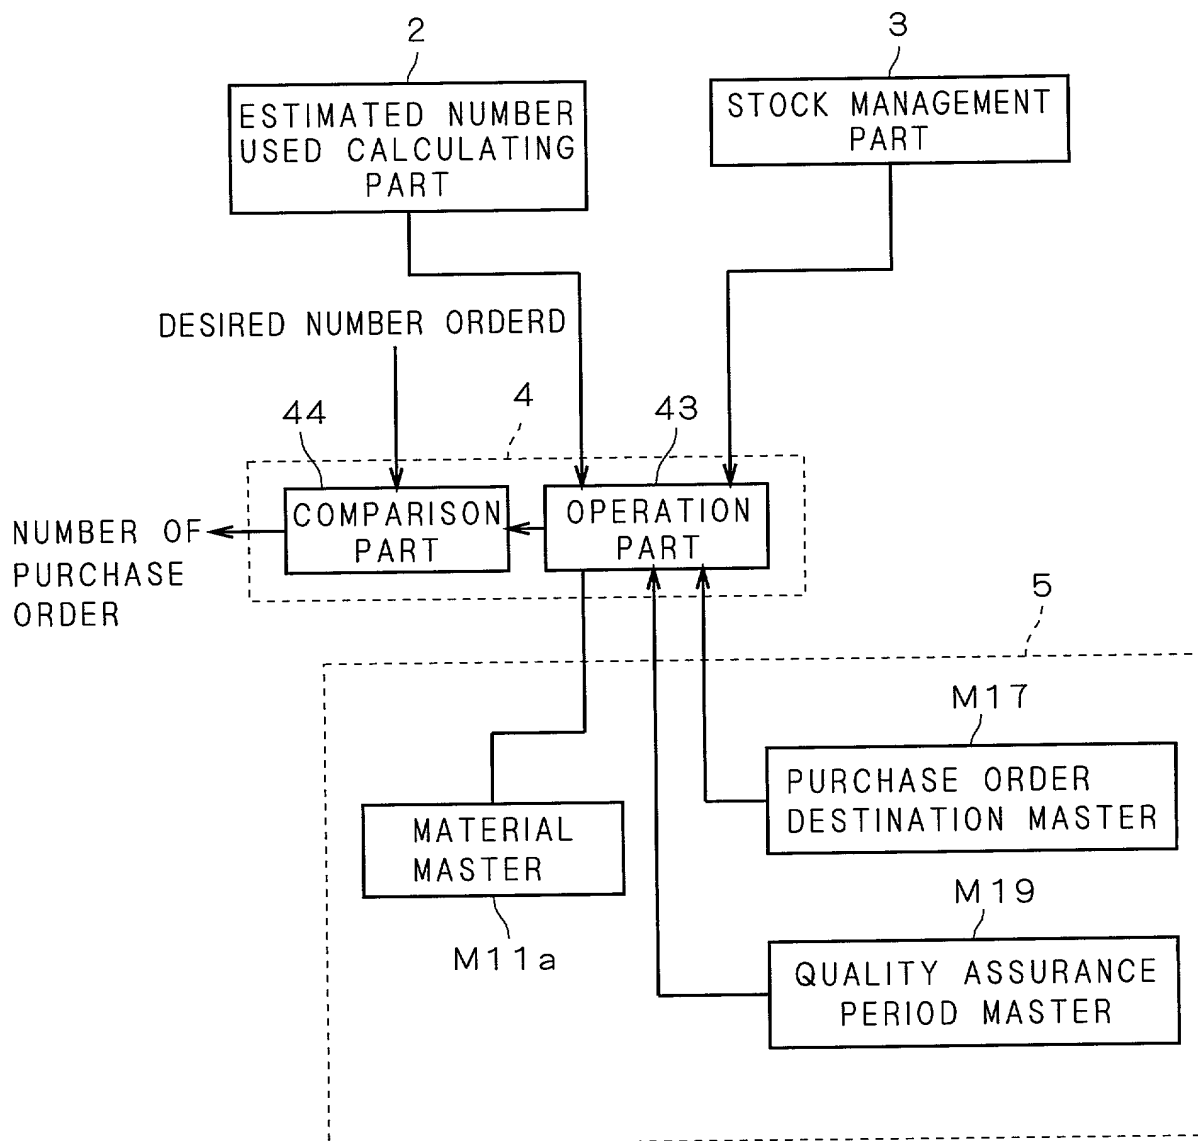 2
3
ESTIMATED NUMBER
USED CALCULATING
PART
STOCK MANAGEMENT
PART
DESIRED NUMBER ORDERD
4
44
43
COMPARISON
PART
OPERATION
PART
NUMBER OF
PURCHASE
ORDER
5
M17
PURCHASE ORDER
DESTINATION MASTER
MATERIAL
MASTER
M11a
M19
QUALITY ASSURANCE
PERIOD MASTER